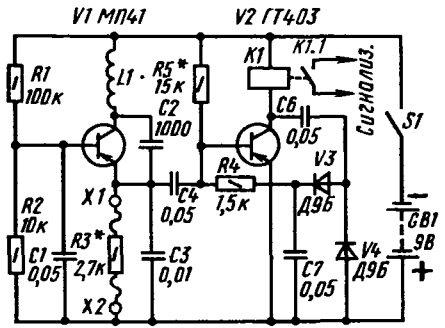 V1 МП41 V2 ГТ403
R1
100к
L1
R5*
15к
K1
K1.1
Сигнализ.
C2
1000
C6
0,05
S1
V3
Д9Б
R4
1,5к
C4
0,05
X1
R2
10к
C1
0,05
R3*
2,7к
C3
0,01
C7
0,05
V4
Д9Б
GB1
9В
X2
− +